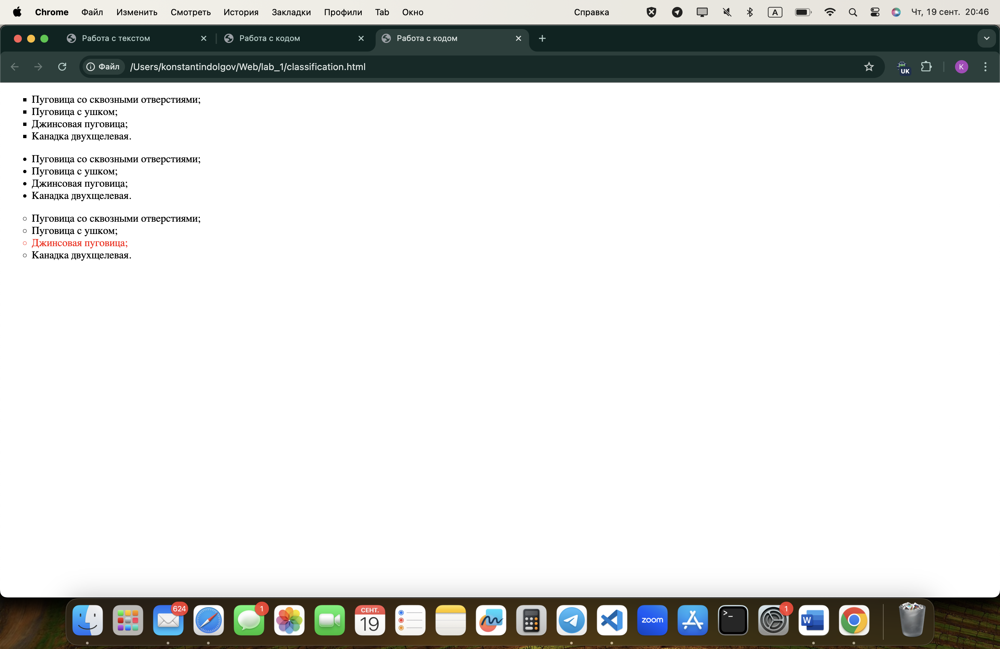 Chrome Файл Изменить Смотреть История Закладки Профили Tab Окно Справка A Чт, 19 сент. 20:46
Работа с текстом Работа с кодом Работа с кодом
Файл /Users/konstantindolgov/Web/lab_1/classification.html UK K
Пуговица со сквозными отверстиями;
Пуговица с ушком;
Джинсовая пуговица;
Канадка двухщелевая.
Пуговица со сквозными отверстиями;
Пуговица с ушком;
Джинсовая пуговица;
Канадка двухщелевая.
Пуговица со сквозными отверстиями;
Пуговица с ушком;
Джинсовая пуговица;
Канадка двухщелевая.
624 1 СЕНТ. 1
19 zoom >_ W